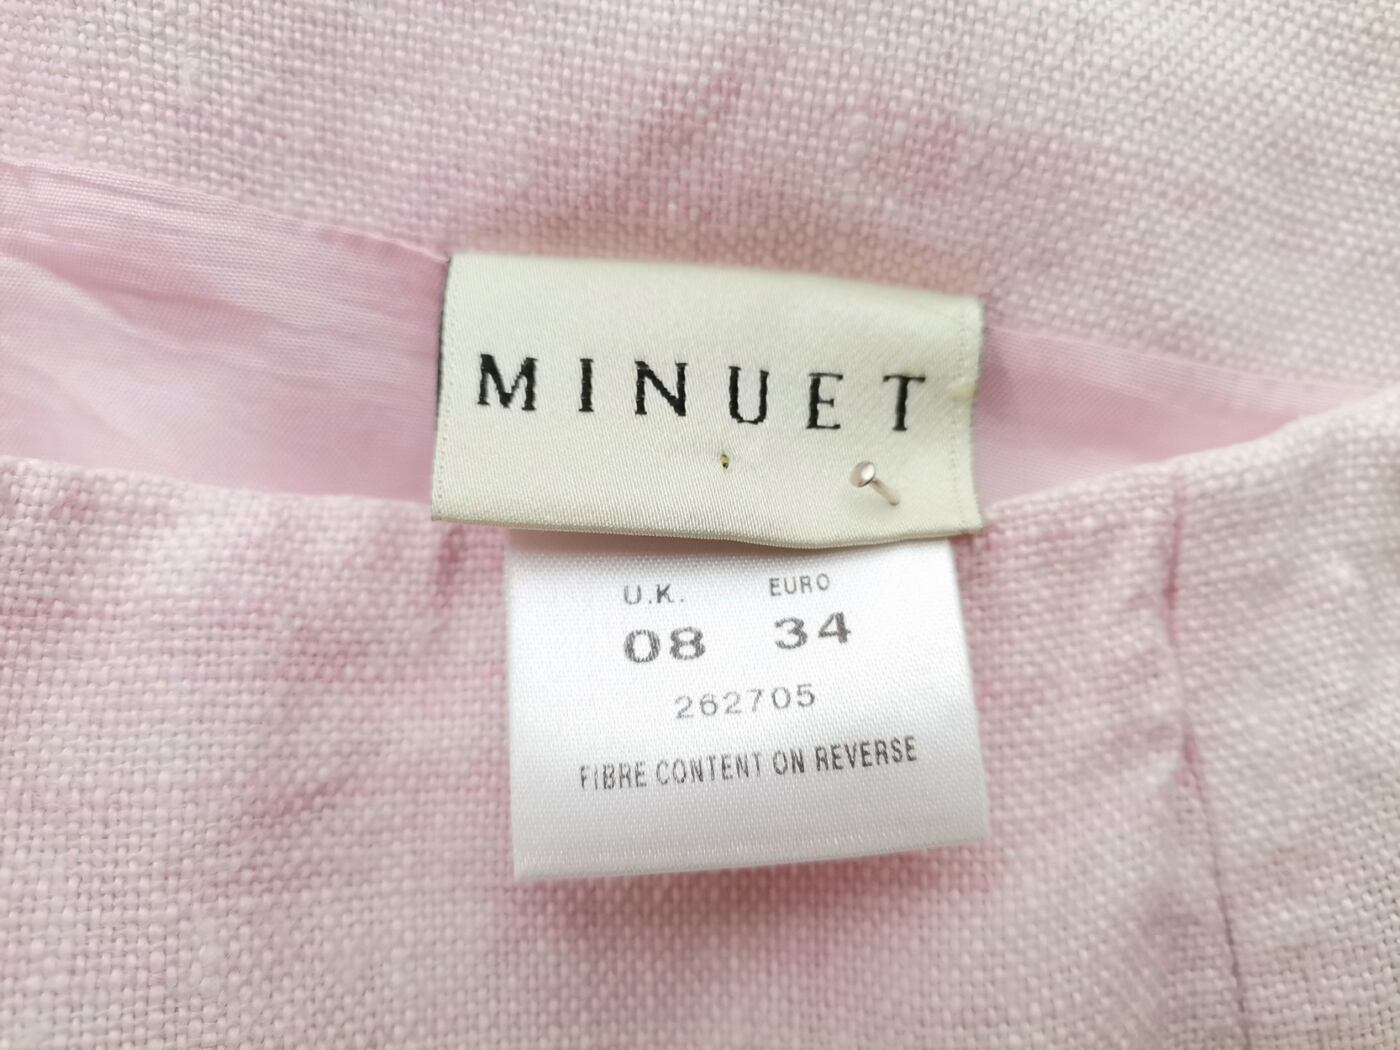 MINUET
U.K. EURO
08 34
262705
FIBRE CONTENT ON REVERSE